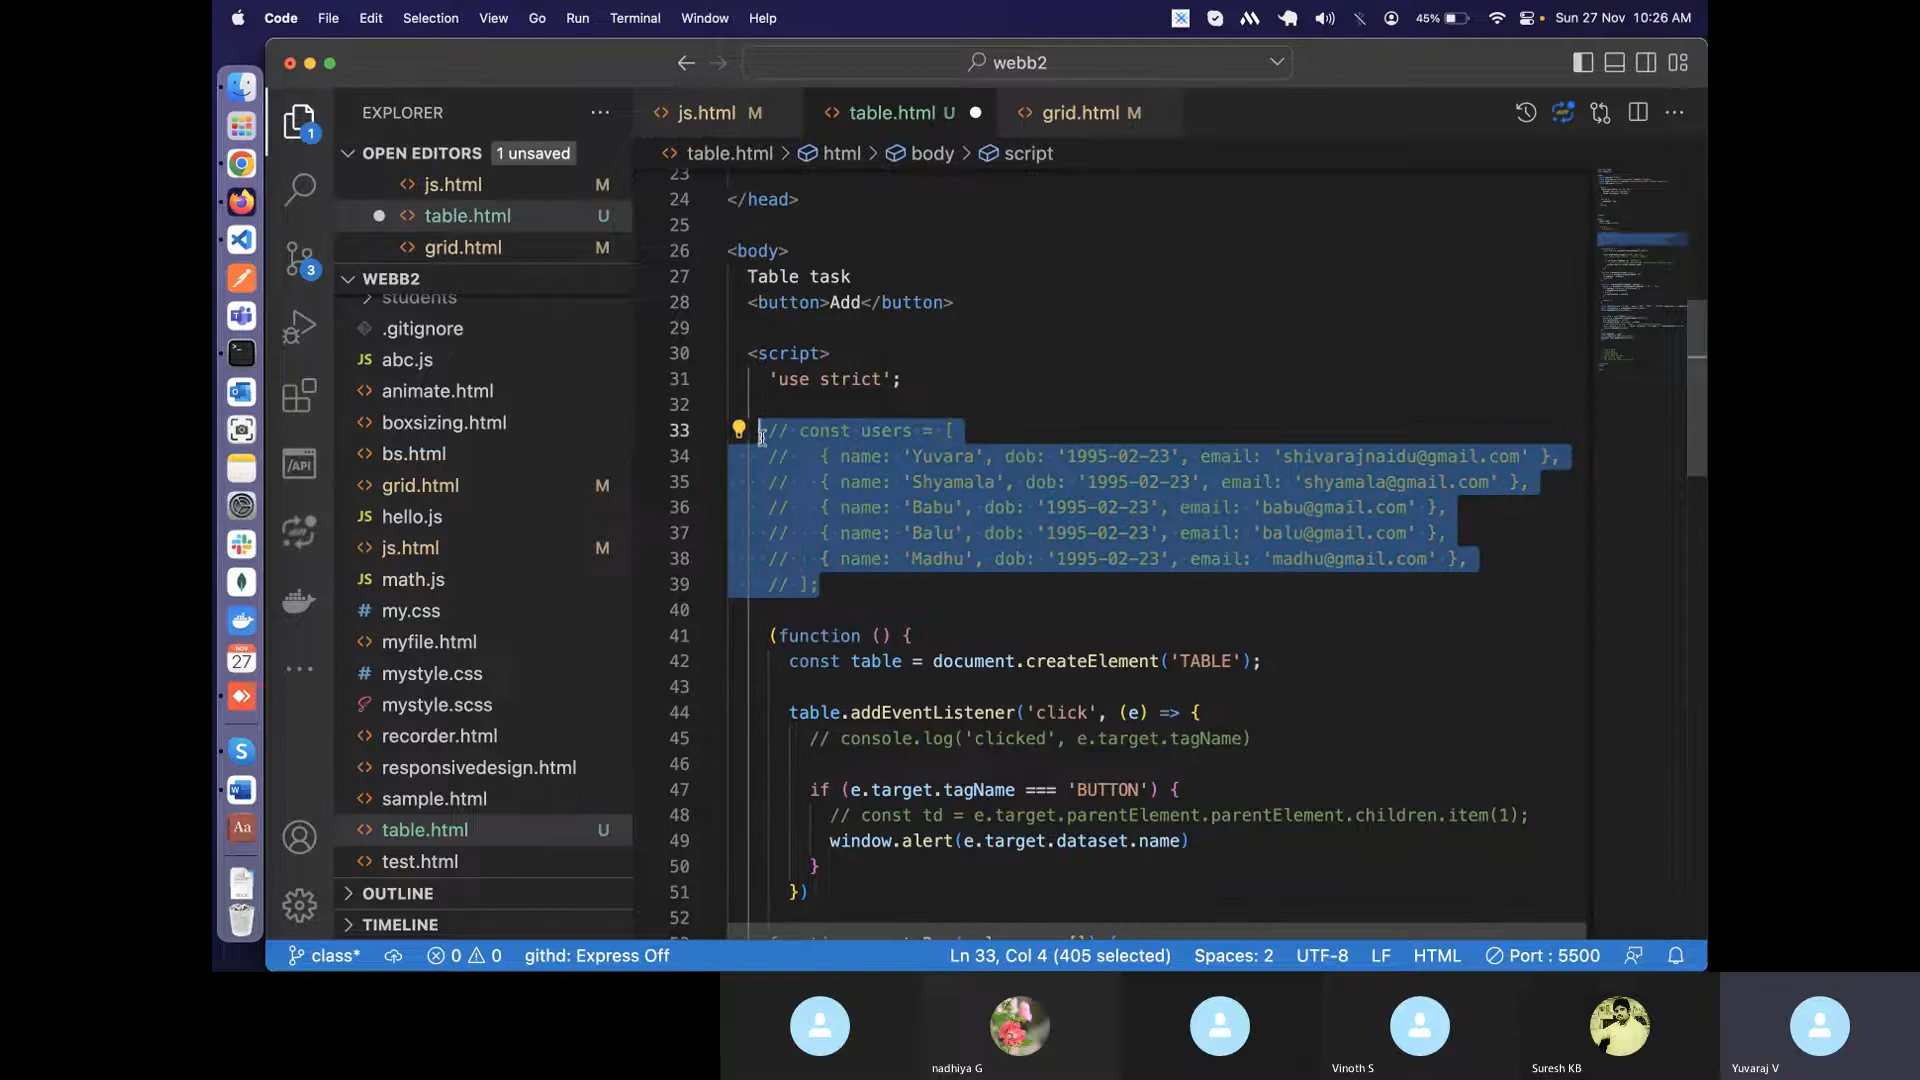 Code File Edit Selection View Go Run Terminal Window Help
45% Sun 27 Nov 10:26 AM
webb2
EXPLORER
js.html M
table.html U
grid.html M
OPEN EDITORS 1 unsaved
js.html M
table.html U
grid.html M
WEBB2
students
.gitignore
JS abc.js
animate.html
boxsizing.html
bs.html
grid.html M
JS hello.js
js.html M
JS math.js
# my.css
myfile.html
# mystyle.css
mystyle.scss
recorder.html
responsivedesign.html
sample.html
table.html U
test.html
OUTLINE
TIMELINE
table.html > html > body > script
23
24 </head>
25
26 <body>
27 Table task
28 <button>Add</button>
29
30 <script>
31 'use strict';
32
33 // const users = [
34 // { name: 'Yuvara', dob: '1995-02-23', email: 'shivarajnaidu@gmail.com' },
35 // { name: 'Shyamala', dob: '1995-02-23', email: 'shyamala@gmail.com' },
36 // { name: 'Babu', dob: '1995-02-23', email: 'babu@gmail.com' },
37 // { name: 'Balu', dob: '1995-02-23', email: 'balu@gmail.com' },
38 // { name: 'Madhu', dob: '1995-02-23', email: 'madhu@gmail.com' },
39 // ];
40
41 (function () {
42 const table = document.createElement('TABLE');
43
44 table.addEventListener('click', (e) => {
45 // console.log('clicked', e.target.tagName)
46
47 if (e.target.tagName === 'BUTTON') {
48 // const td = e.target.parentElement.parentElement.children.item(1);
49 window.alert(e.target.dataset.name)
50 }
51 })
52
1
3
/API
NOV
27
S
W
Aa
class* 0 0 githd: Express Off Ln 33, Col 4 (405 selected) Spaces: 2 UTF-8 LF HTML Port : 5500
nadhiya G
Vinoth S
Suresh KB
Yuvaraj V